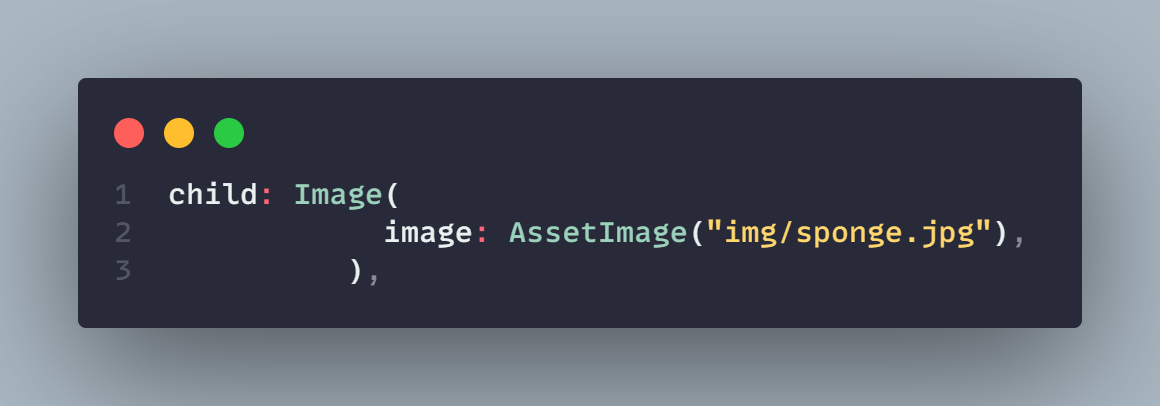 1 child: Image(
2 image: AssetImage("img/sponge.jpg"),
3 ),